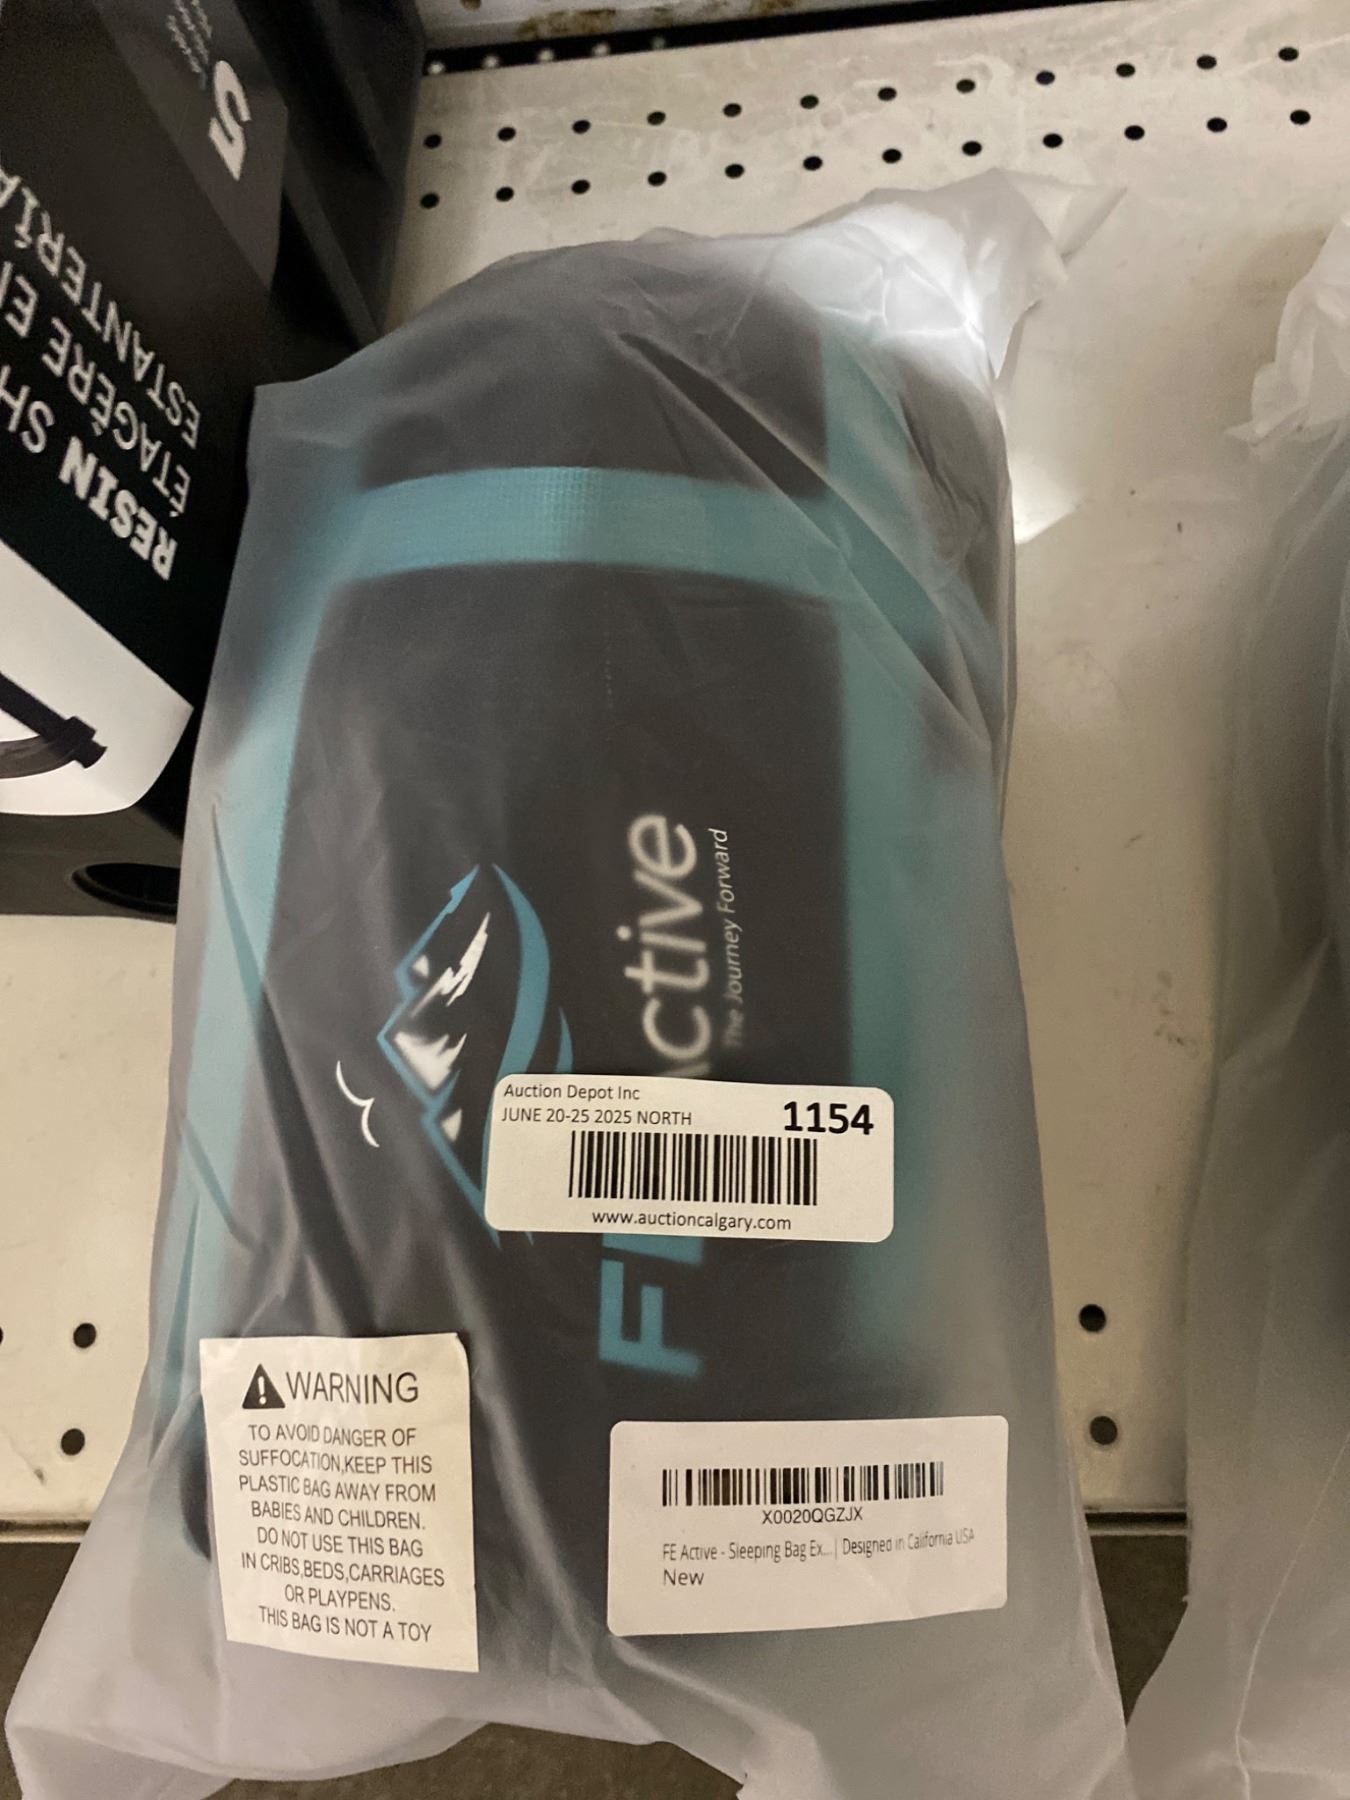 5
RESIN SH
ÉTAGÈRE E
ESTANTERÍA
ctive
The Journey Forward
Auction Depot Inc
JUNE 20-25 2025 NORTH
1154
www.auctioncalgary.com
WARNING
TO AVOID DANGER OF
SUFFOCATION,KEEP THIS
PLASTIC BAG AWAY FROM
BABIES AND CHILDREN.
DO NOT USE THIS BAG
IN CRIBS,BEDS,CARRIAGES
OR PLAYPENS.
THIS BAG IS NOT A TOY
X0020QGZJX
FE Active - Sleeping Bag Ex... | Designed in California USA
New